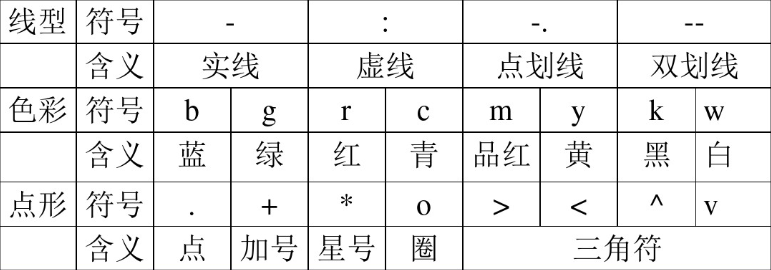 线型 符号 - : -. --
含义 实线 虚线 点划线 双划线
色彩 符号 b g r c m y k w
含义 蓝 绿 红 青 品红 黄 黑 白
点形 符号 . + * o > < ^ v
含义 点 加号 星号 圈 三角符